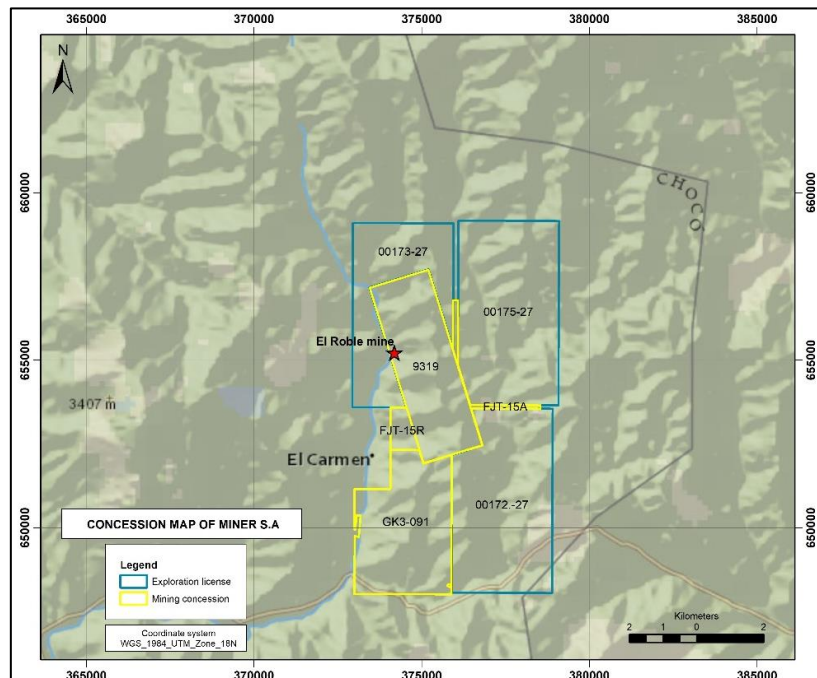 365000 370000 375000 380000 385000
N
660000 660000
CHOCO
00173-27
00175-27
El Roble mine
9319
655000 655000
3407 m
FJT-15A
FJT-15R
El Carmen
00172.-27
GK3-091
650000 650000
CONCESSION MAP OF MINER S.A
Legend
Exploration license
Mining concession
Coordinate system
WGS_1984_UTM_Zone_18N
Kilometers
2 1 0 2
365000 370000 375000 380000 385000